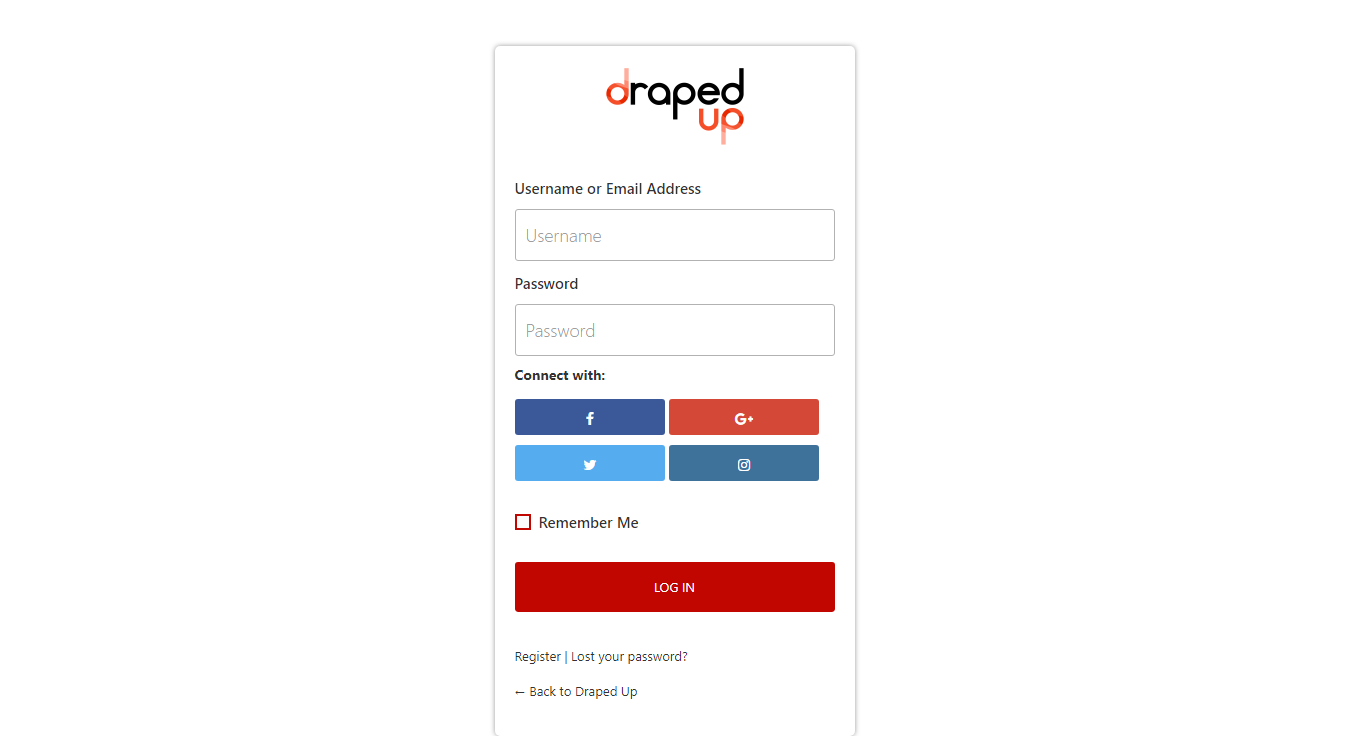 draped
up
Username or Email Address
Username
Password
Password
Connect with:
G+
Remember Me
LOG IN
Register | Lost your password?
← Back to Draped Up